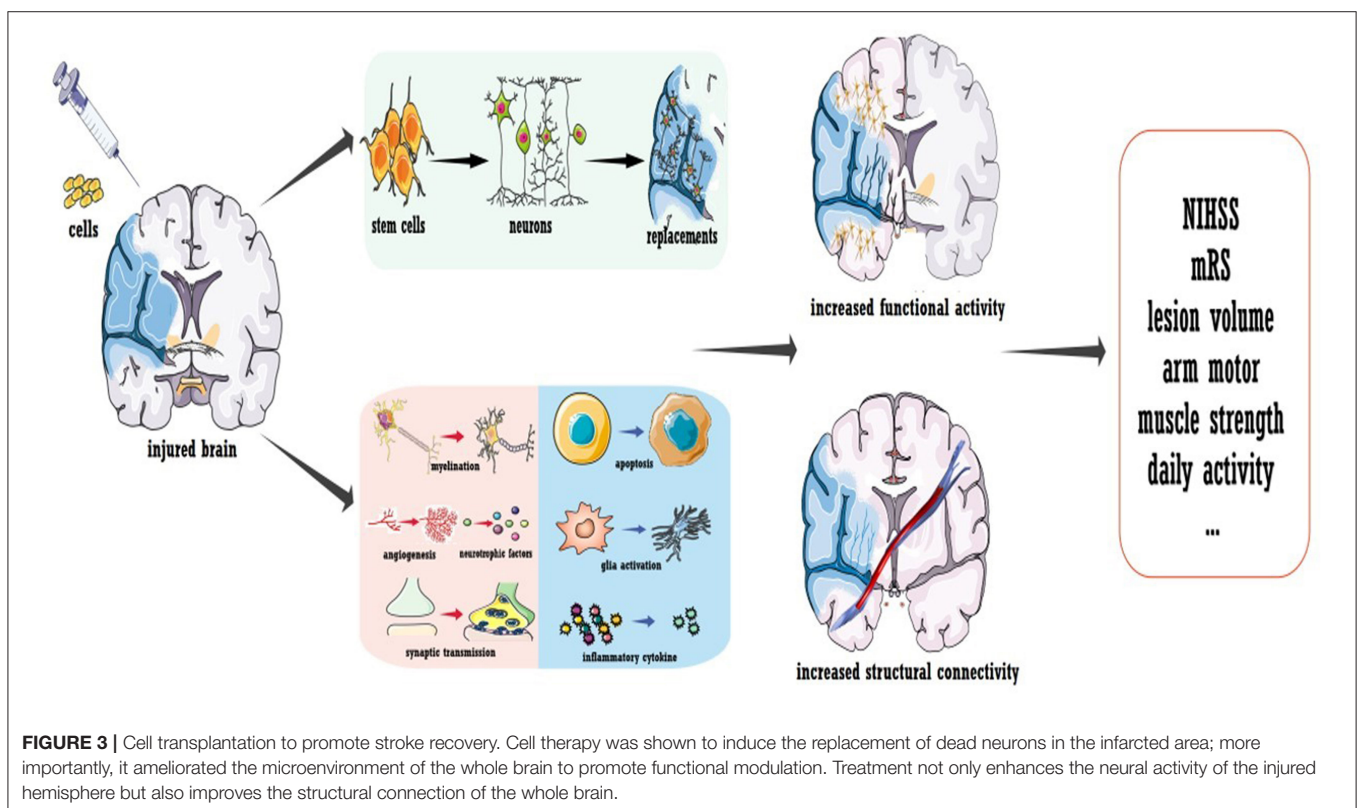 cells
injured brain
stem cells
neurons
replacements
myelination
angiogenesis
neurotrophic factors
synaptic transmission
apoptosis
glia activation
inflammatory cytokine
increased functional activity
increased structural connectivity
NIHSS
mRS
lesion volume
arm motor
muscle strength
daily activity
...
FIGURE 3 | Cell transplantation to promote stroke recovery. Cell therapy was shown to induce the replacement of dead neurons in the infarcted area; more
importantly, it ameliorated the microenvironment of the whole brain to promote functional modulation. Treatment not only enhances the neural activity of the injured
hemisphere but also improves the structural connection of the whole brain.